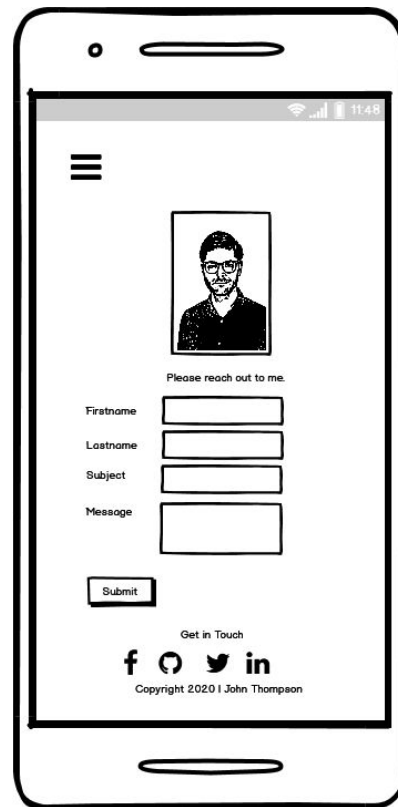 11:48
Please reach out to me.
Firstname
Lastname
Subject
Message
Submit
Get in Touch
f in
Copyright 2020 | John Thompson